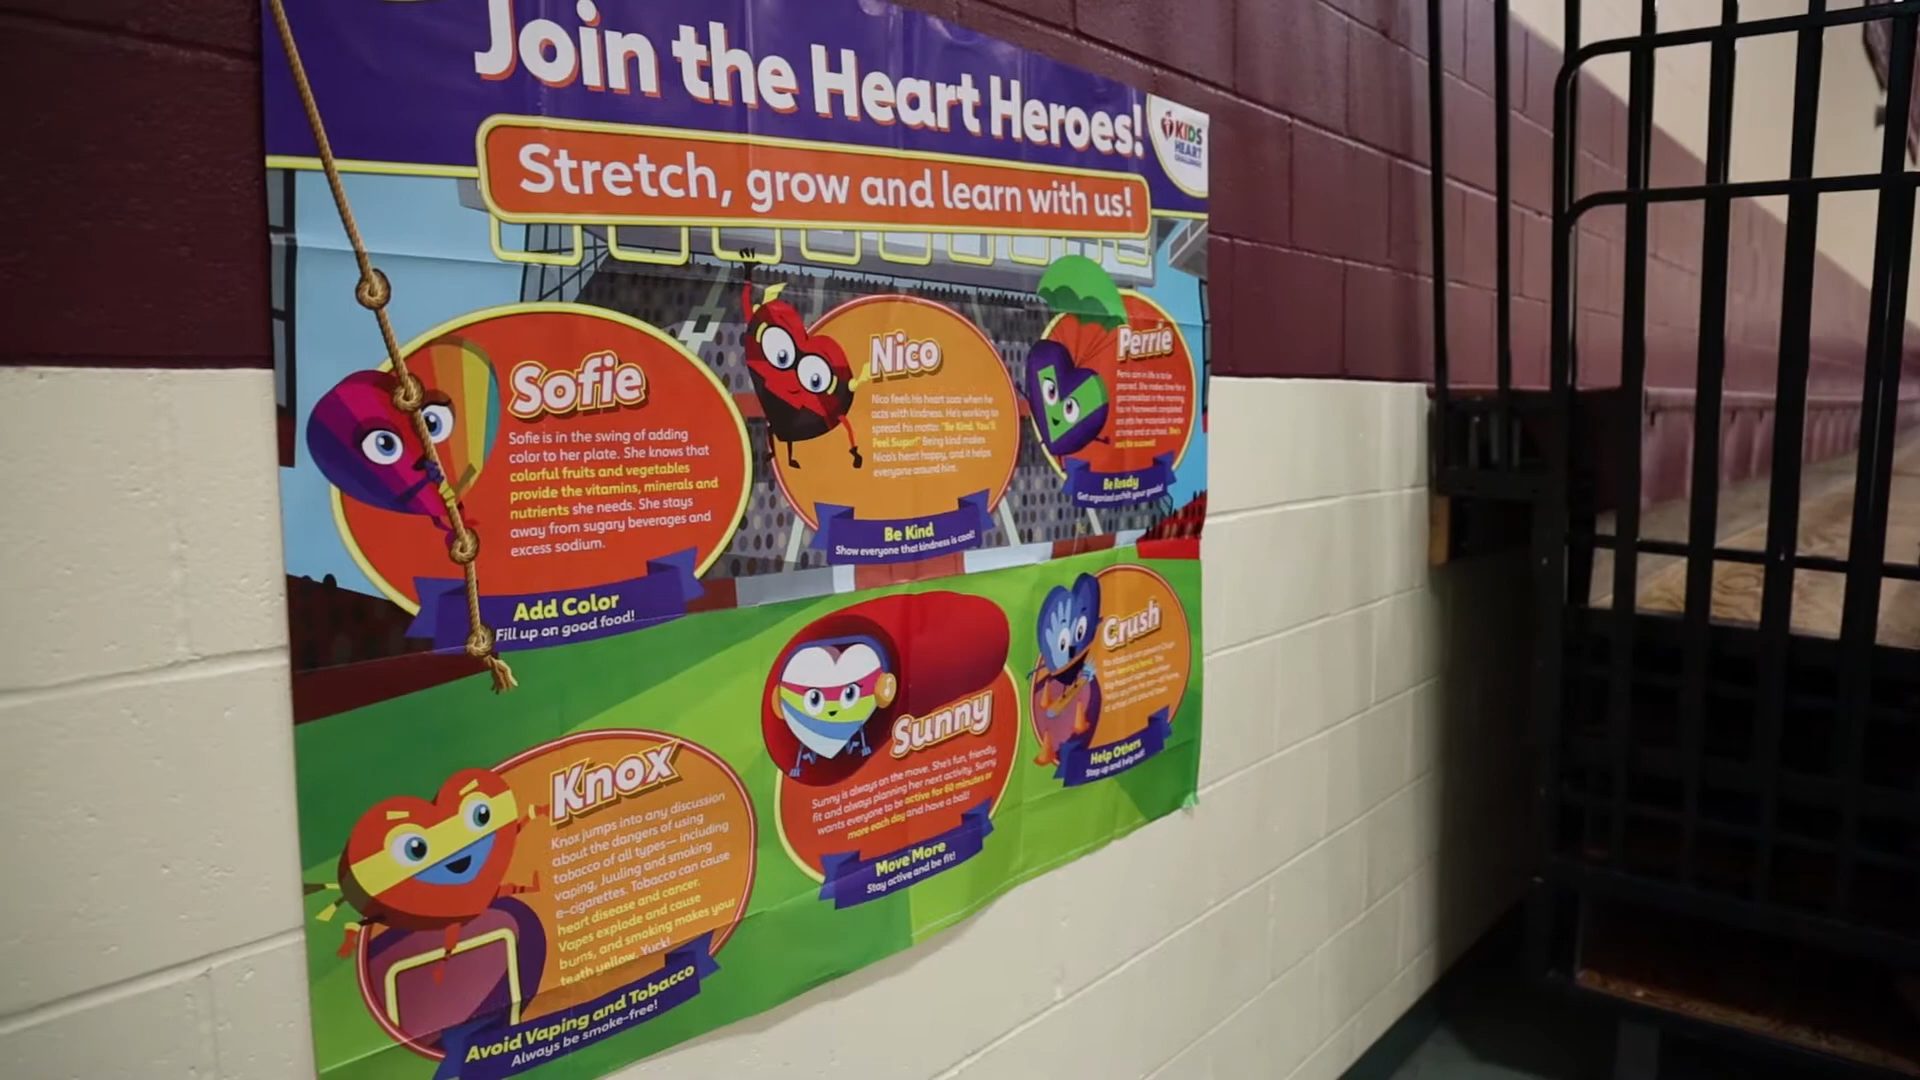 Join the Heart Heroes!
KIDS
HEART
CHALLENGE
Stretch, grow and learn with us!
Sofie
Sofie is in the swing of adding
color to her plate. She knows that
colorful fruits and vegetables
provide the vitamins, minerals and
nutrients she needs. She stays
away from sugary beverages and
excess sodium.
Add Color
Fill up on good food!
Nico
Nico feels his heart soar when he
acts with kindness. He's working to
spread his motto: "Be Kind. You'll
Feel Super!" Being kind makes
Nico's heart happy, and it helps
everyone around him.
Be Kind
Show everyone that kindness is cool!
Perrie
Be Ready
Knox
Knox jumps into any discussion
about the dangers of using
tobacco of all types— including
vaping, Juuling and smoking
e-cigarettes. Tobacco can cause
heart disease and cancer.
Vapes explode and cause
burns, and smoking makes your
teeth yellow. Yuck!
Avoid Vaping and Tobacco
Always be smoke-free!
Sunny
Sunny is always on the move. She's fun, friendly,
fit and always planning her next activity. Sunny
wants everyone to be active for 60 minutes or
more each day and have a ball!
Move More
Stay active and be fit!
Crush
Help Others
Step up and help out!